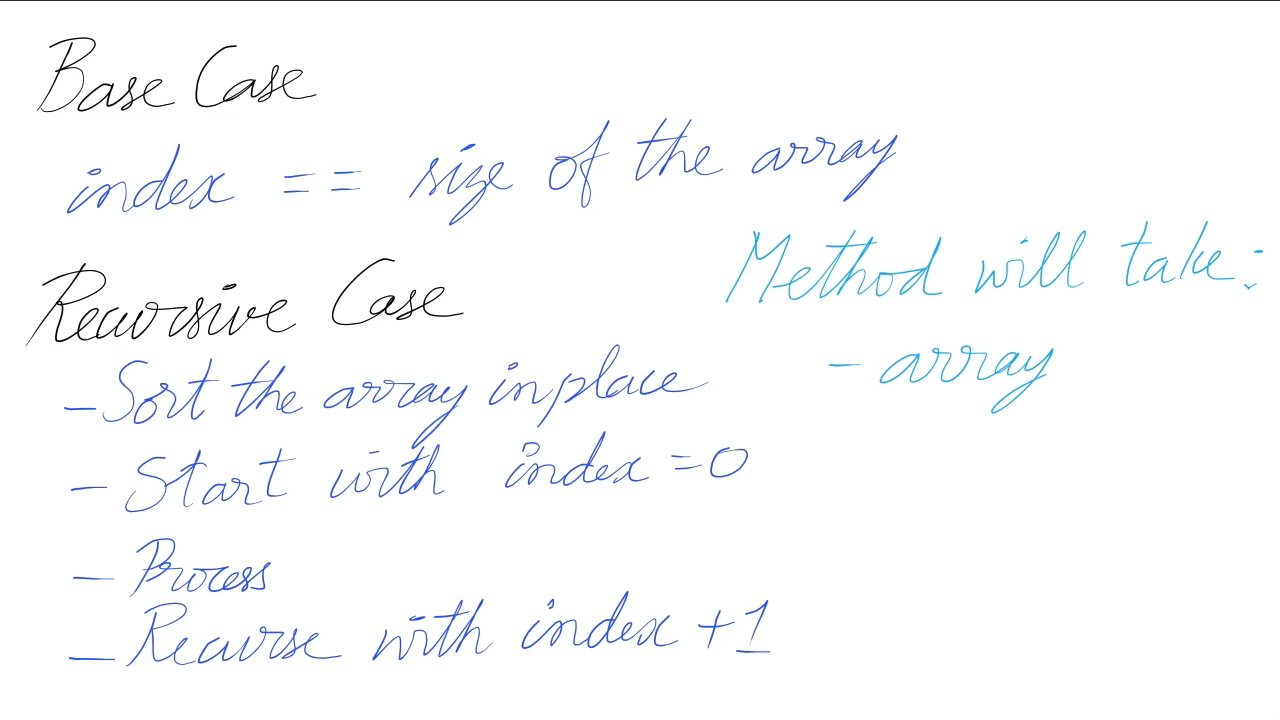 Base Case
index == size of the array
Recursive Case
- Sort the array inplace
- Start with index = 0
- Process
- Recurse with index + 1
Method will take:
- array